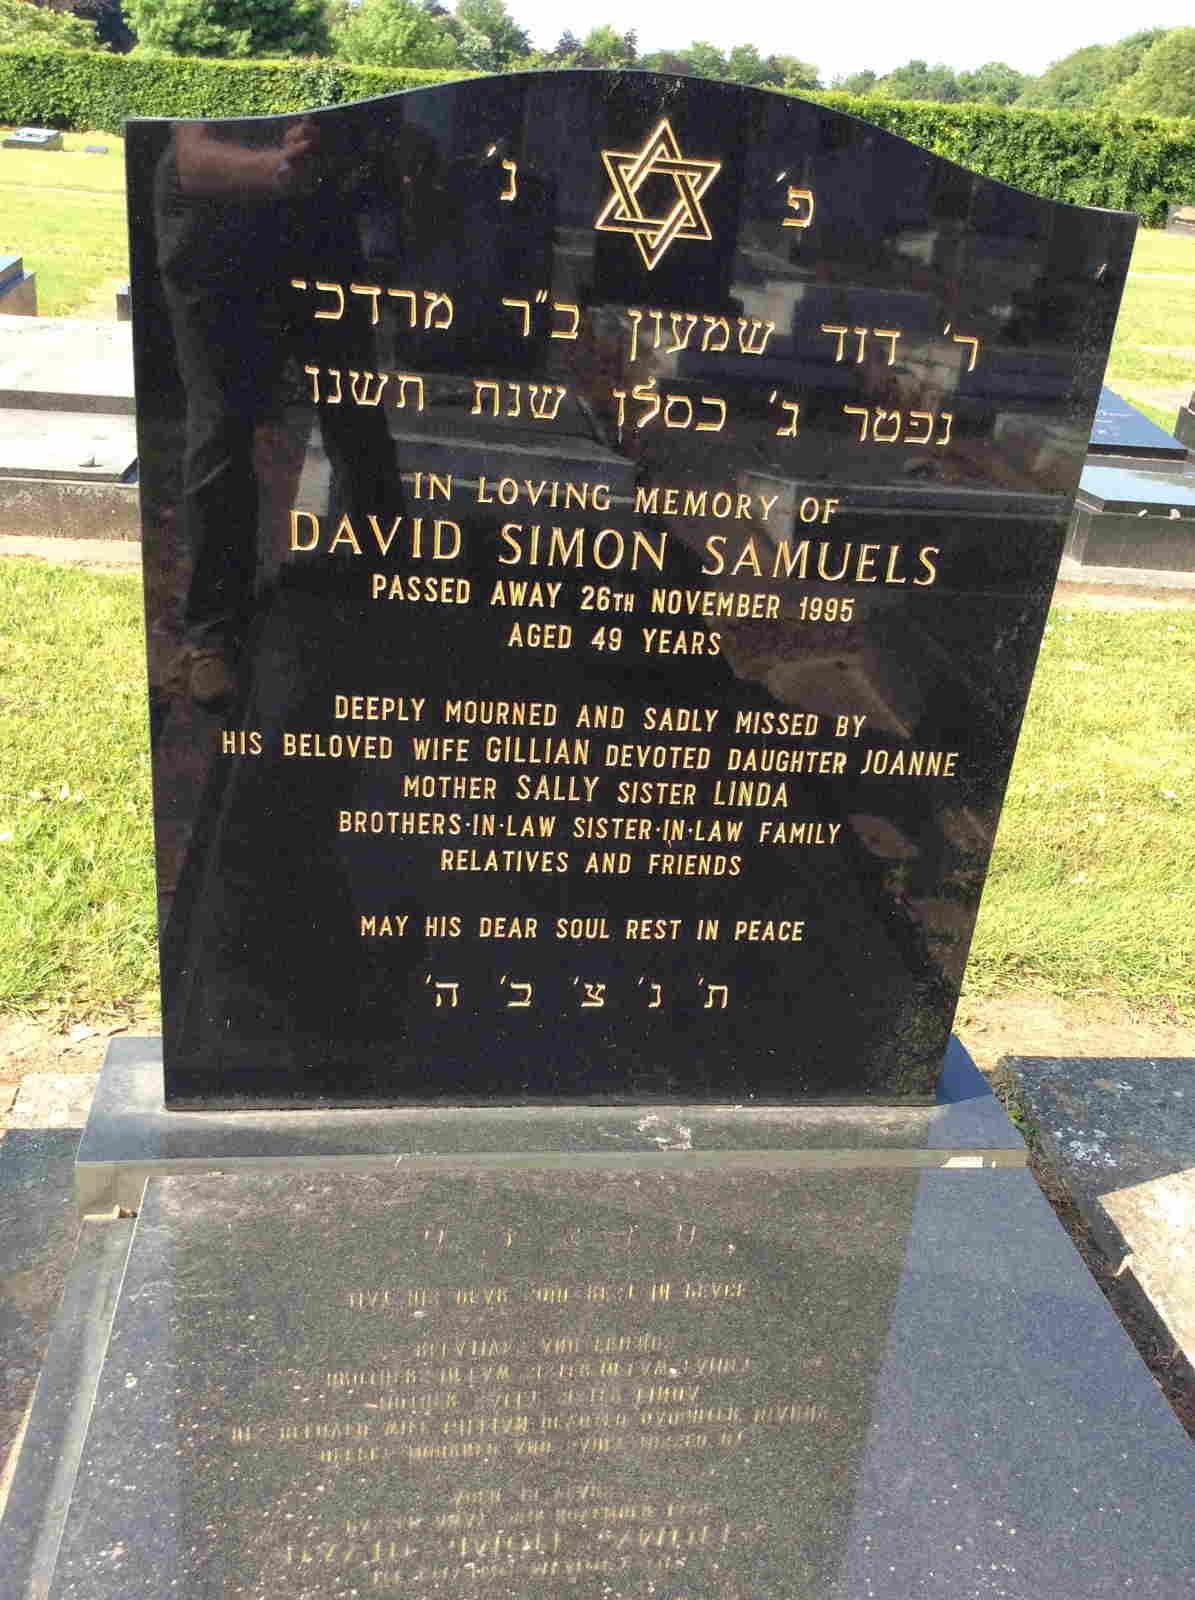 פ' נ'
ר' דוד שמעון ב"ר מרדכי
נפטר ג' כסלו שנת תשנו
IN LOVING MEMORY OF
DAVID SIMON SAMUELS
PASSED AWAY 26TH NOVEMBER 1995
AGED 49 YEARS
DEEPLY MOURNED AND SADLY MISSED BY
HIS BELOVED WIFE GILLIAN DEVOTED DAUGHTER JOANNE
MOTHER SALLY SISTER LINDA
BROTHERS-IN-LAW SISTER-IN-LAW FAMILY
RELATIVES AND FRIENDS
MAY HIS DEAR SOUL REST IN PEACE
ת' נ' צ' ב' ה'